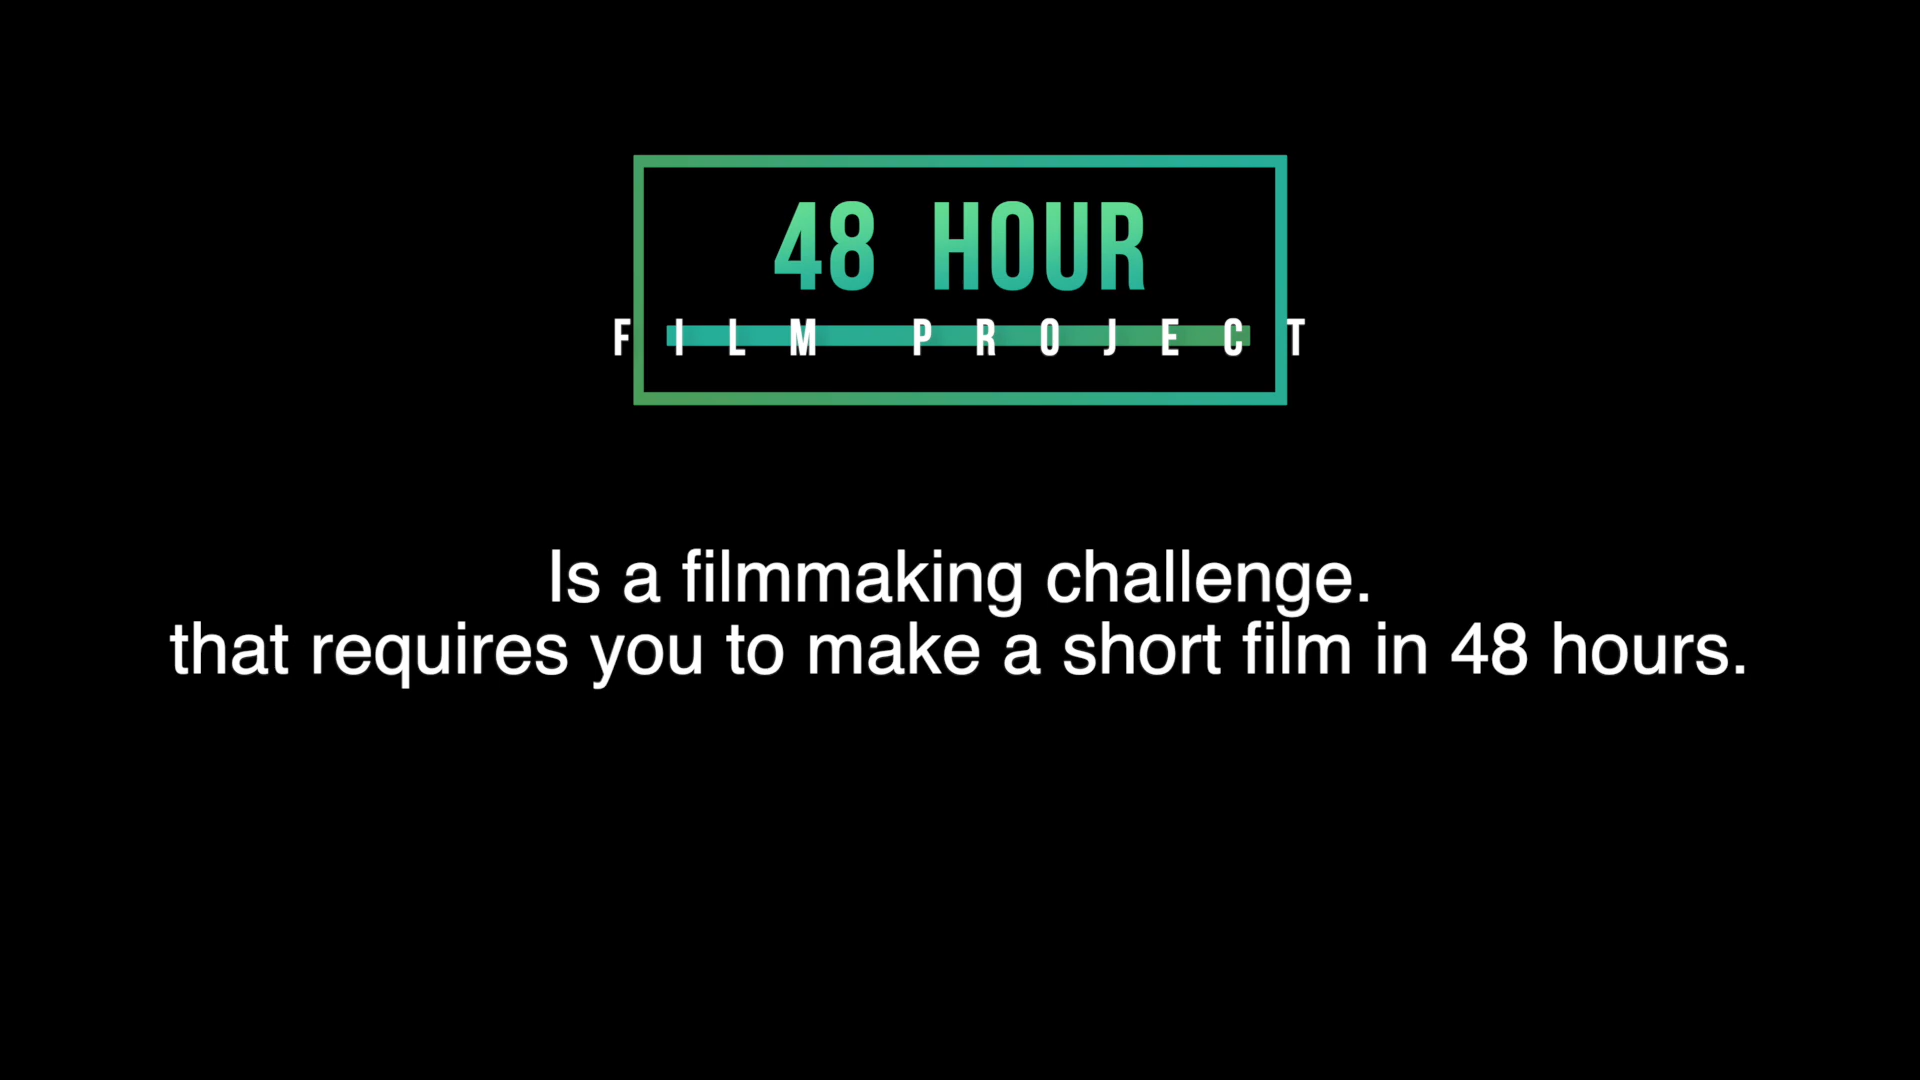 48 HOUR
FILM PROJECT
Is a filmmaking challenge.
that requires you to make a short film in 48 hours.